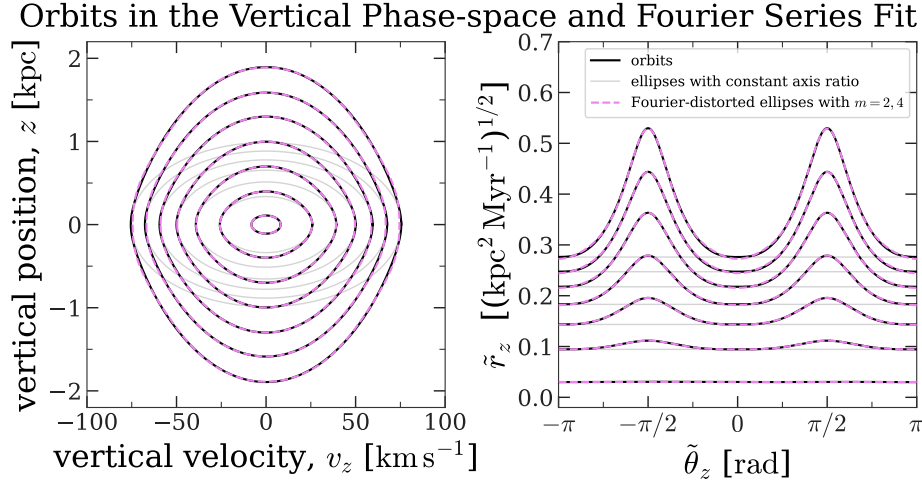 Orbits in the Vertical Phase-space and Fourier Series Fit
vertical position, z [kpc]
2
1
0
−1
−2
−100
−50
0
50
100
vertical velocity, v_z [km s⁻¹]
r̃_z [(kpc² Myr⁻¹)^{1/2}]
0.7
0.6
0.5
0.4
0.3
0.2
0.1
0.0
orbits
ellipses with constant axis ratio
Fourier-distorted ellipses with m = 2, 4
−π
−π/2
0
π/2
π
θ̃_z [rad]